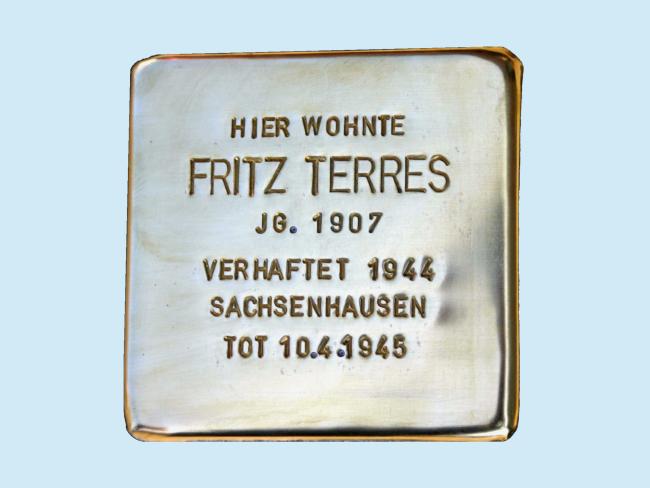 HIER WOHNTE
FRITZ TERRES
JG. 1907
VERHAFTET 1944
SACHSENHAUSEN
TOT 10.4.1945